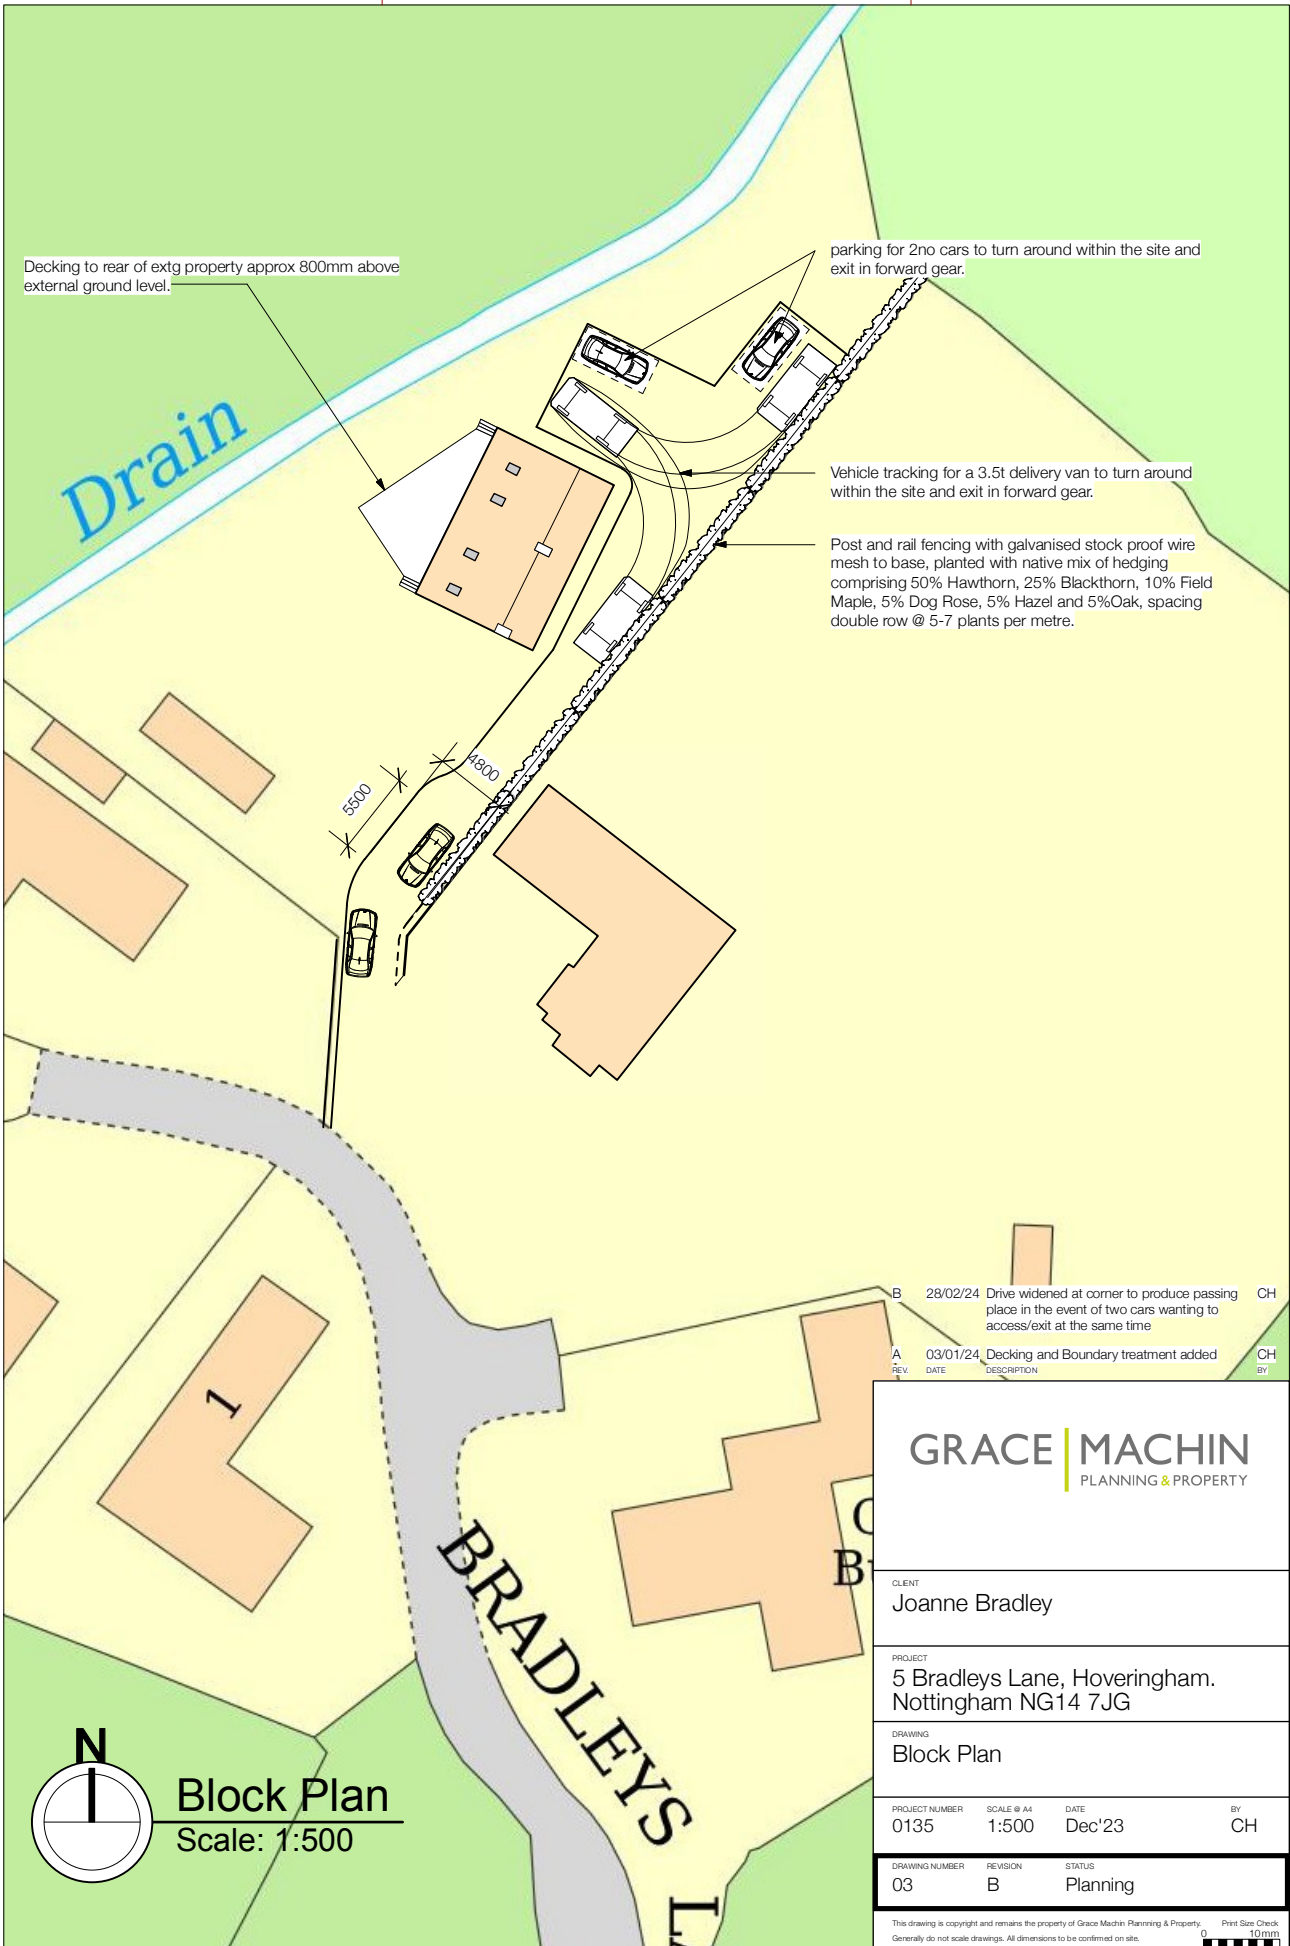 Decking to rear of extg property approx 800mm above
external ground level.
parking for 2no cars to turn around within the site and
exit in forward gear.
Drain
Vehicle tracking for a 3.5t delivery van to turn around
within the site and exit in forward gear.
Post and rail fencing with galvanised stock proof wire
mesh to base, planted with native mix of hedging
comprising 50% Hawthorn, 25% Blackthorn, 10% Field
Maple, 5% Dog Rose, 5% Hazel and 5%Oak, spacing
double row @ 5-7 plants per metre.
4800
5500
1
BRADLEYS
B 28/02/24 Drive widened at corner to produce passing CH
place in the event of two cars wanting to
access/exit at the same time
A 03/01/24 Decking and Boundary treatment added CH
REV. DATE DESCRIPTION BY
GRACE MACHIN
PLANNING & PROPERTY
CLIENT
Joanne Bradley
PROJECT
5 Bradleys Lane, Hoveringham.
Nottingham NG14 7JG
DRAWING
Block Plan
PROJECT NUMBER SCALE @ A4 DATE BY
0135 1:500 Dec'23 CH
DRAWING NUMBER REVISION STATUS
03 B Planning
This drawing is copyright and remains the property of Grace Machin Plannning & Property. Print Size Check
Generally do not scale drawings. All dimensions to be confirmed on site. 0 10mm
N
Block Plan
Scale: 1:500